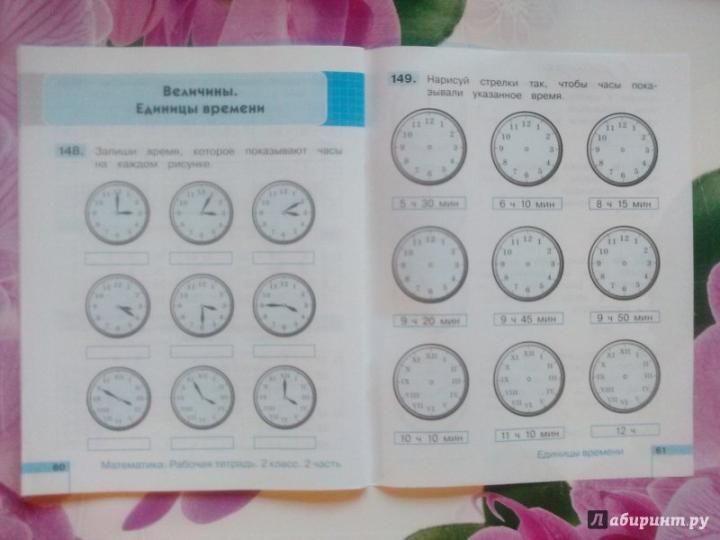 Величины.
Единицы времени
148. Запиши время, которое показывают часы
на каждом рисунке.
60
Математика. Рабочая тетрадь. 2 класс. 2 часть
149. Нарисуй стрелки так, чтобы часы пока-
зывали указанное время.
5 ч 30 мин
6 ч 10 мин
8 ч 15 мин
9 ч 20 мин
9 ч 45 мин
9 ч 50 мин
10 ч 10 мин
11 ч 10 мин
12 ч
Единицы времени
61
Лабиринт.ру